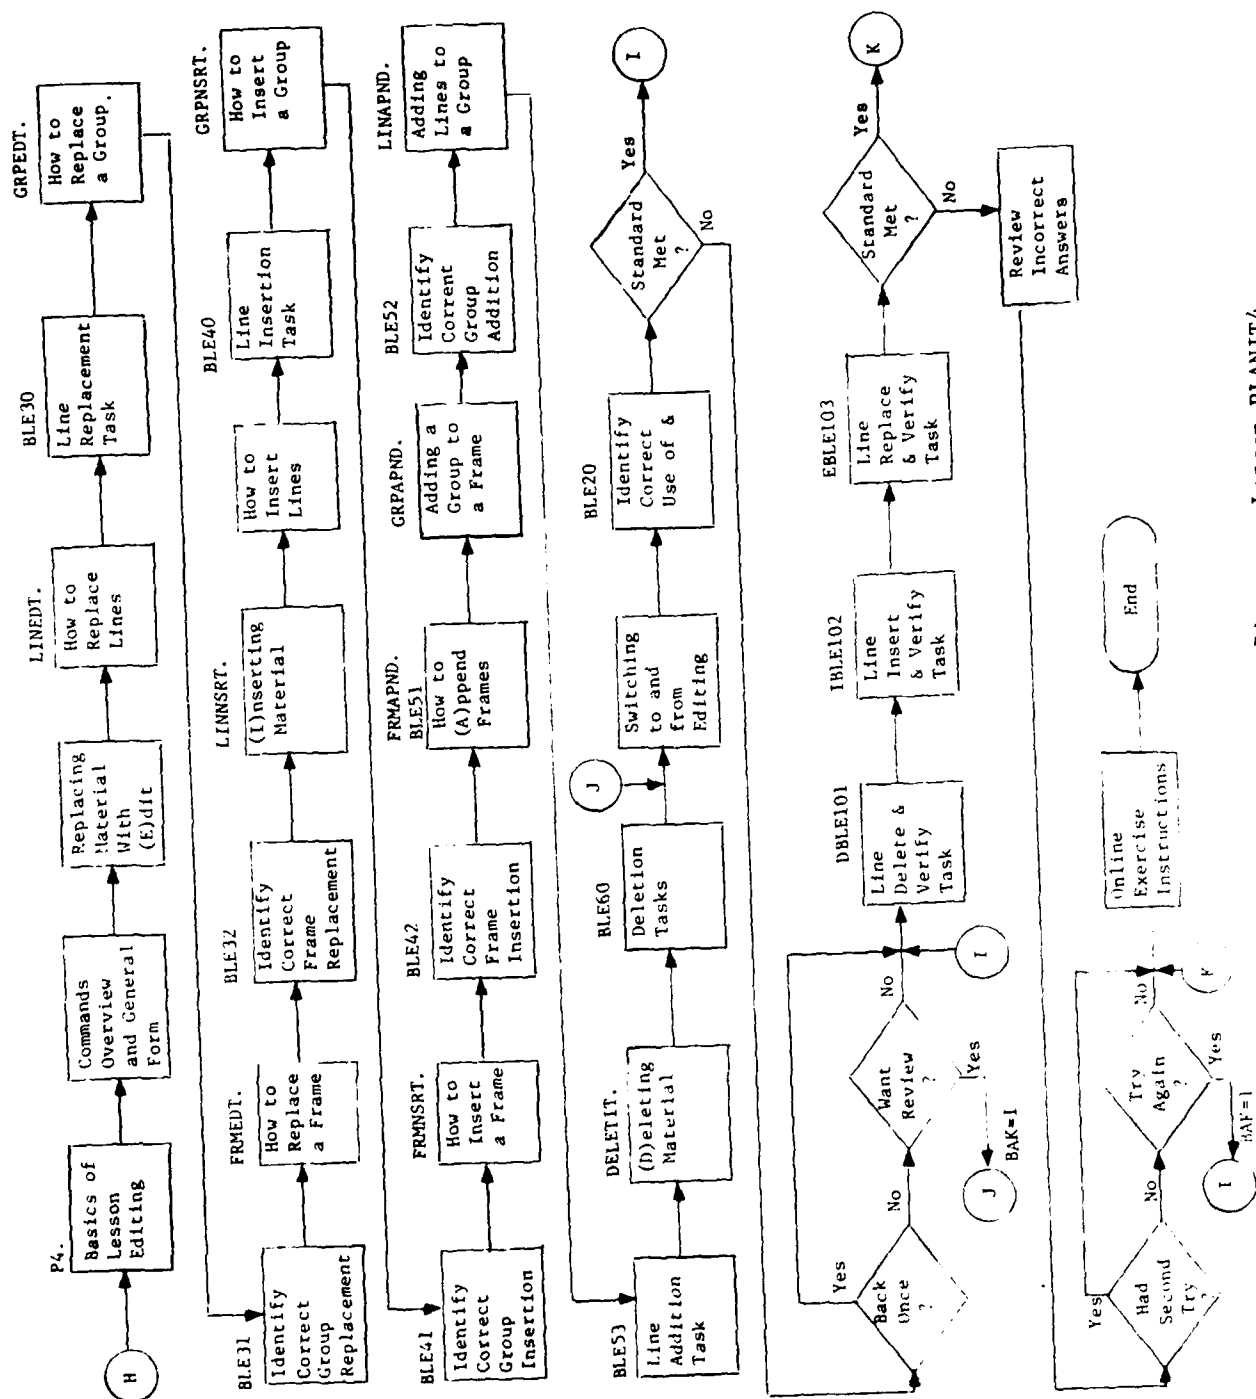 H
P4.
Basics of
Lesson
Editing
Commands
Overview
and General
Form
Replacing
Material
With
(E)dit
LINEDT.
How to
Replace
Lines
BLE30
Line
Replacement
Task
GRPEDT.
How to
Replace
a Group.
BLE31
Identify
Correct
Group
Replacement
FRMEDT.
How to
Replace
a Frame
BLE32
Identify
Correct
Frame
Replacement
LINNSRT.
(I)nserting
Material
How to
Insert
Lines
BLE40
Line
Insertion
Task
GRPNSRT.
How to
Insert
a Group
BLE41
Identify
Correct
Group
Insertion
FRMNSRT.
How to
Insert
a Frame
BLE42
Identify
Correct
Frame
Insertion
FRMAPND.
BLE51
How to
(A)ppend
Frames
GRPAPND.
Adding a
Group to
a Frame
BLE52
Identify
Corrent
Group
Addition
LINAPND.
Adding
Lines to
a Group
BLE53
Line
Addition
Task
DELETIT.
(D)eleting
Material
BLE60
Deletion
Tasks
J
Switching
to and
from
Editing
BLE20
Identify
Correct
Use of &
Standard
Met
?
Yes
I
No
Back
Once
?
Yes
No
Want
Review
?
No
Yes
J
BAK=1
I
DBLE101
Line
Delete &
Verify
Task
IBLE102
Line
Insert
& Verify
Task
EBLE103
Line
Replace
& Verify
Task
Standard
Met
?
Yes
K
No
Review
Incorrect
Answers
Had
Second
Try
?
Yes
No
Try
Again
?
No
Yes
I
BAK=1
K
Online
Exercise
Instructions
End
PLANIT4